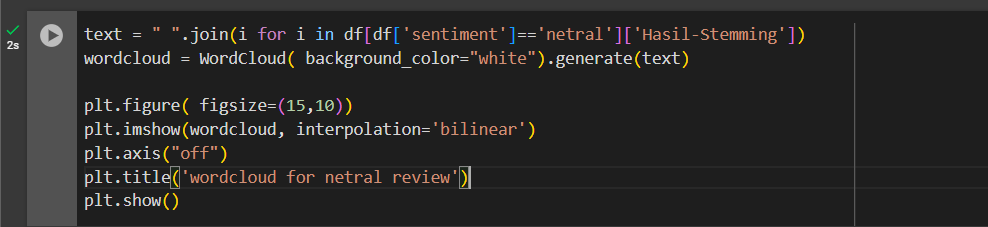 text = " ".join(i for i in df[df['sentiment']=='netral']['Hasil-Stemming'])
wordcloud = WordCloud( background_color="white").generate(text)
plt.figure( figsize=(15,10))
plt.imshow(wordcloud, interpolation='bilinear')
plt.axis("off")
plt.title('wordcloud for netral review')
plt.show()
2s